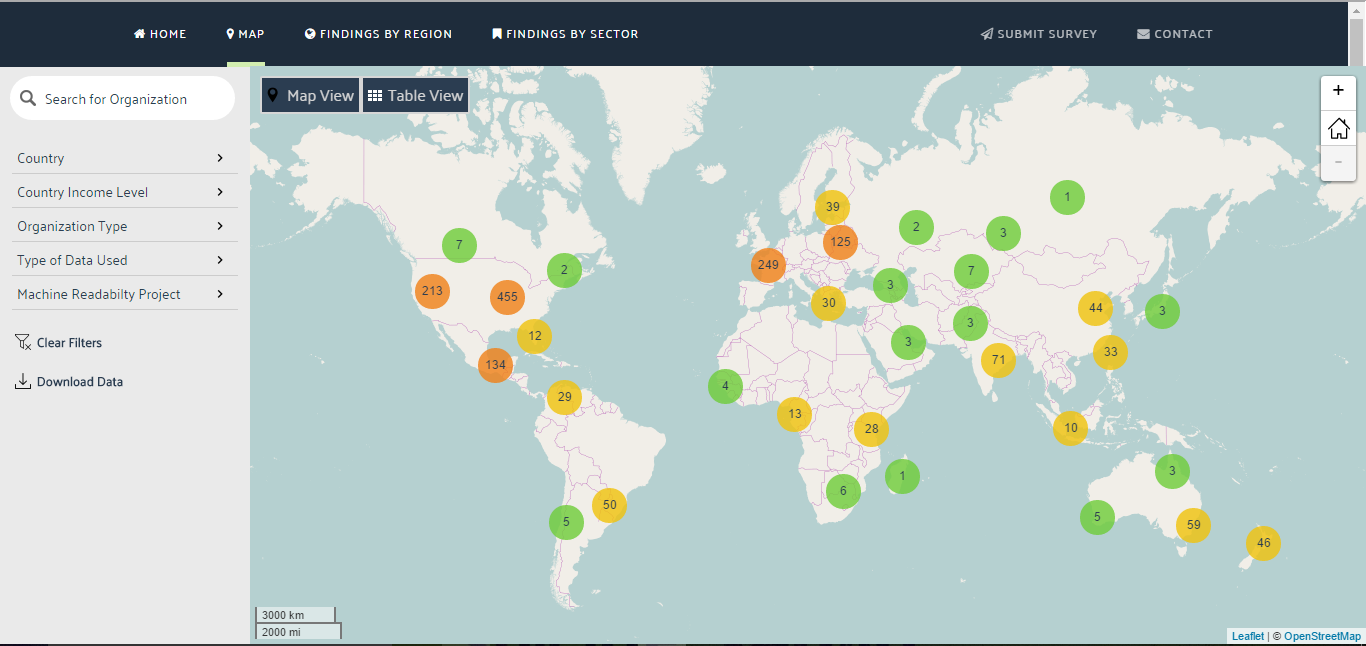 HOME MAP FINDINGS BY REGION FINDINGS BY SECTOR SUBMIT SURVEY CONTACT
Search for Organization
Country
Country Income Level
Organization Type
Type of Data Used
Machine Readabilty Project
Clear Filters
Download Data
Map View Table View
+
-
1
39
2
3
125
7
249
2
7
3
213
455
30
44
3
12
3
3
33
134
71
4
29
13
28
10
3
6
1
50
5
5
59
46
3000 km
2000 mi
Leaflet | © OpenStreetMap